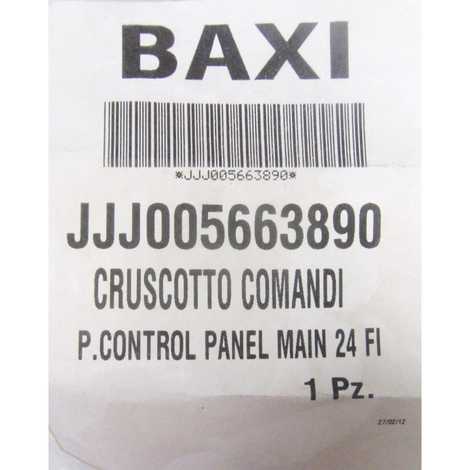 BAXI
*JJJ005663890*
JJJ005663890
CRUSCOTTO COMANDI
P.CONTROL PANEL MAIN 24 FI
1 Pz.
27/02/12